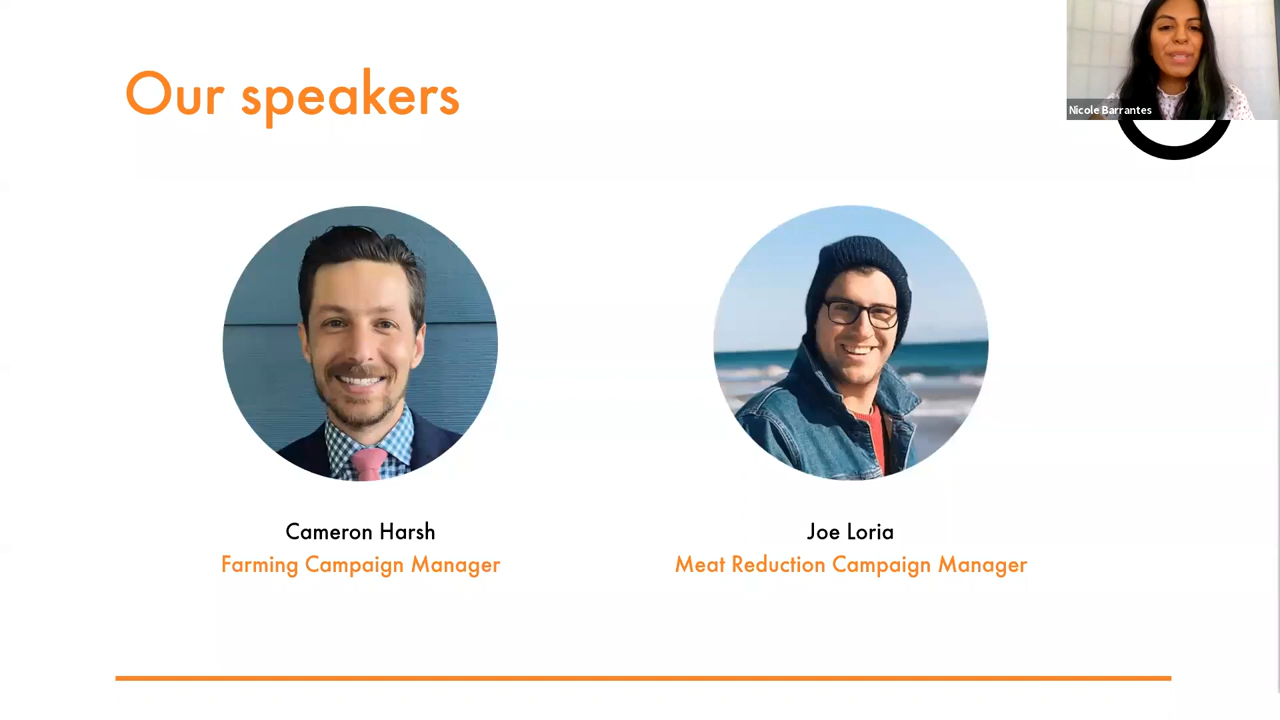 Our speakers
Nicole Barrantes
Cameron Harsh
Farming Campaign Manager
Joe Loria
Meat Reduction Campaign Manager